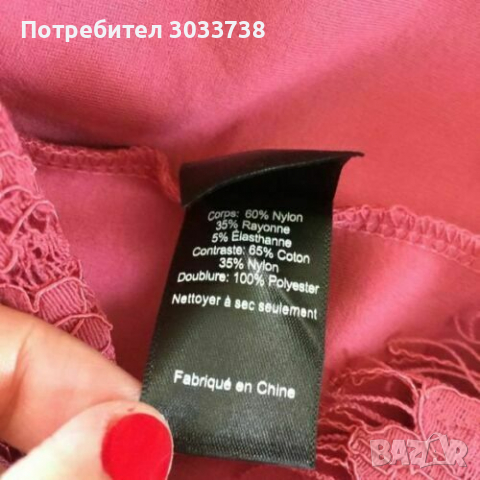 Потребител 3033738
Corps: 60% Nylon
35% Rayonne
5% Élasthanne
Contraste: 65% Coton
35% Nylon
Doublure: 100% Polyester
Nettoyer à sec seulement
Fabriqué en Chine
BAZAR